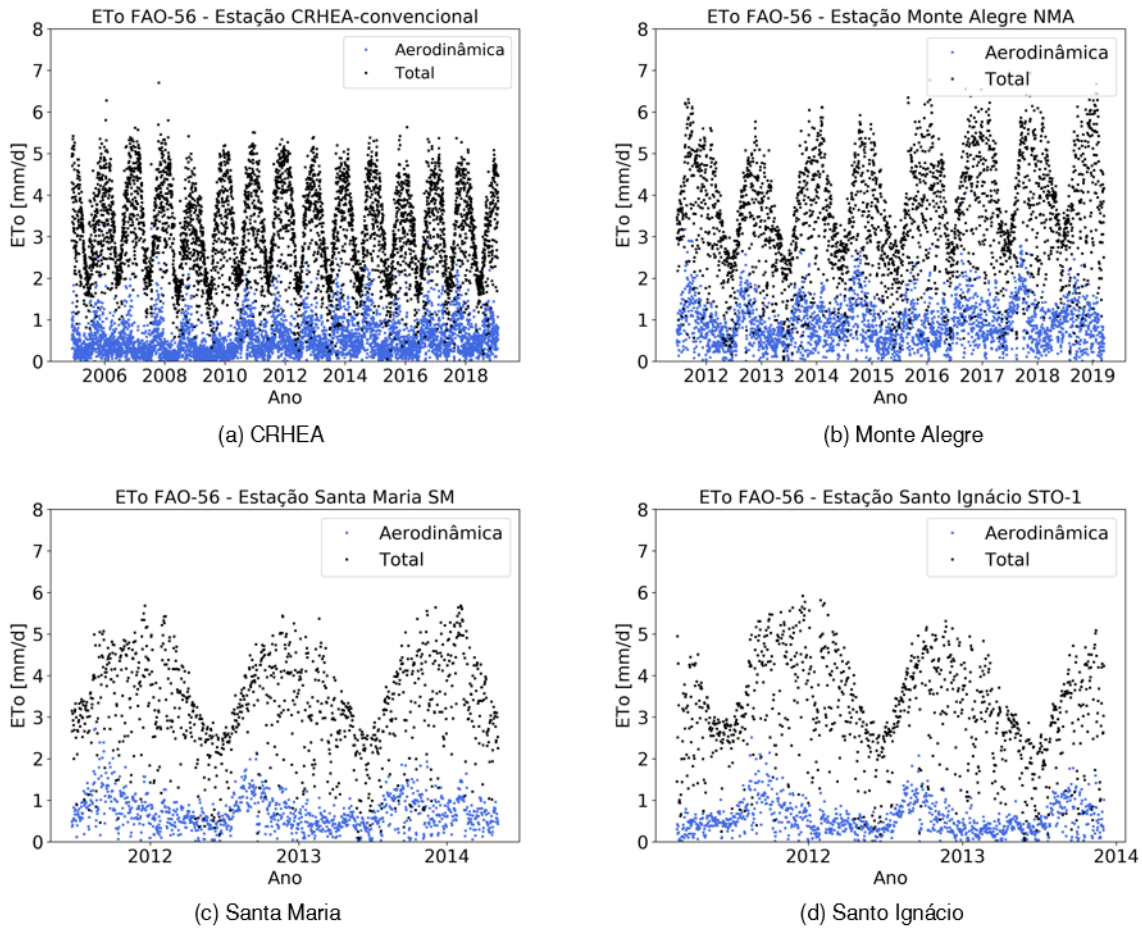 ETo FAO-56 - Estação CRHEA-convencional
Aerodinâmica
Total
ETo [mm/d]
8
7
6
5
4
3
2
1
0
2006 2008 2010 2012 2014 2016 2018
Ano
(a) CRHEA
ETo FAO-56 - Estação Monte Alegre NMA
Aerodinâmica
Total
ETo [mm/d]
8
7
6
5
4
3
2
1
0
2012 2013 2014 2015 2016 2017 2018 2019
Ano
(b) Monte Alegre
ETo FAO-56 - Estação Santa Maria SM
Aerodinâmica
Total
ETo [mm/d]
8
7
6
5
4
3
2
1
0
2012 2013 2014
Ano
(c) Santa Maria
ETo FAO-56 - Estação Santo Ignácio STO-1
Aerodinâmica
Total
ETo [mm/d]
8
7
6
5
4
3
2
1
0
2012 2013 2014
Ano
(d) Santo Ignácio